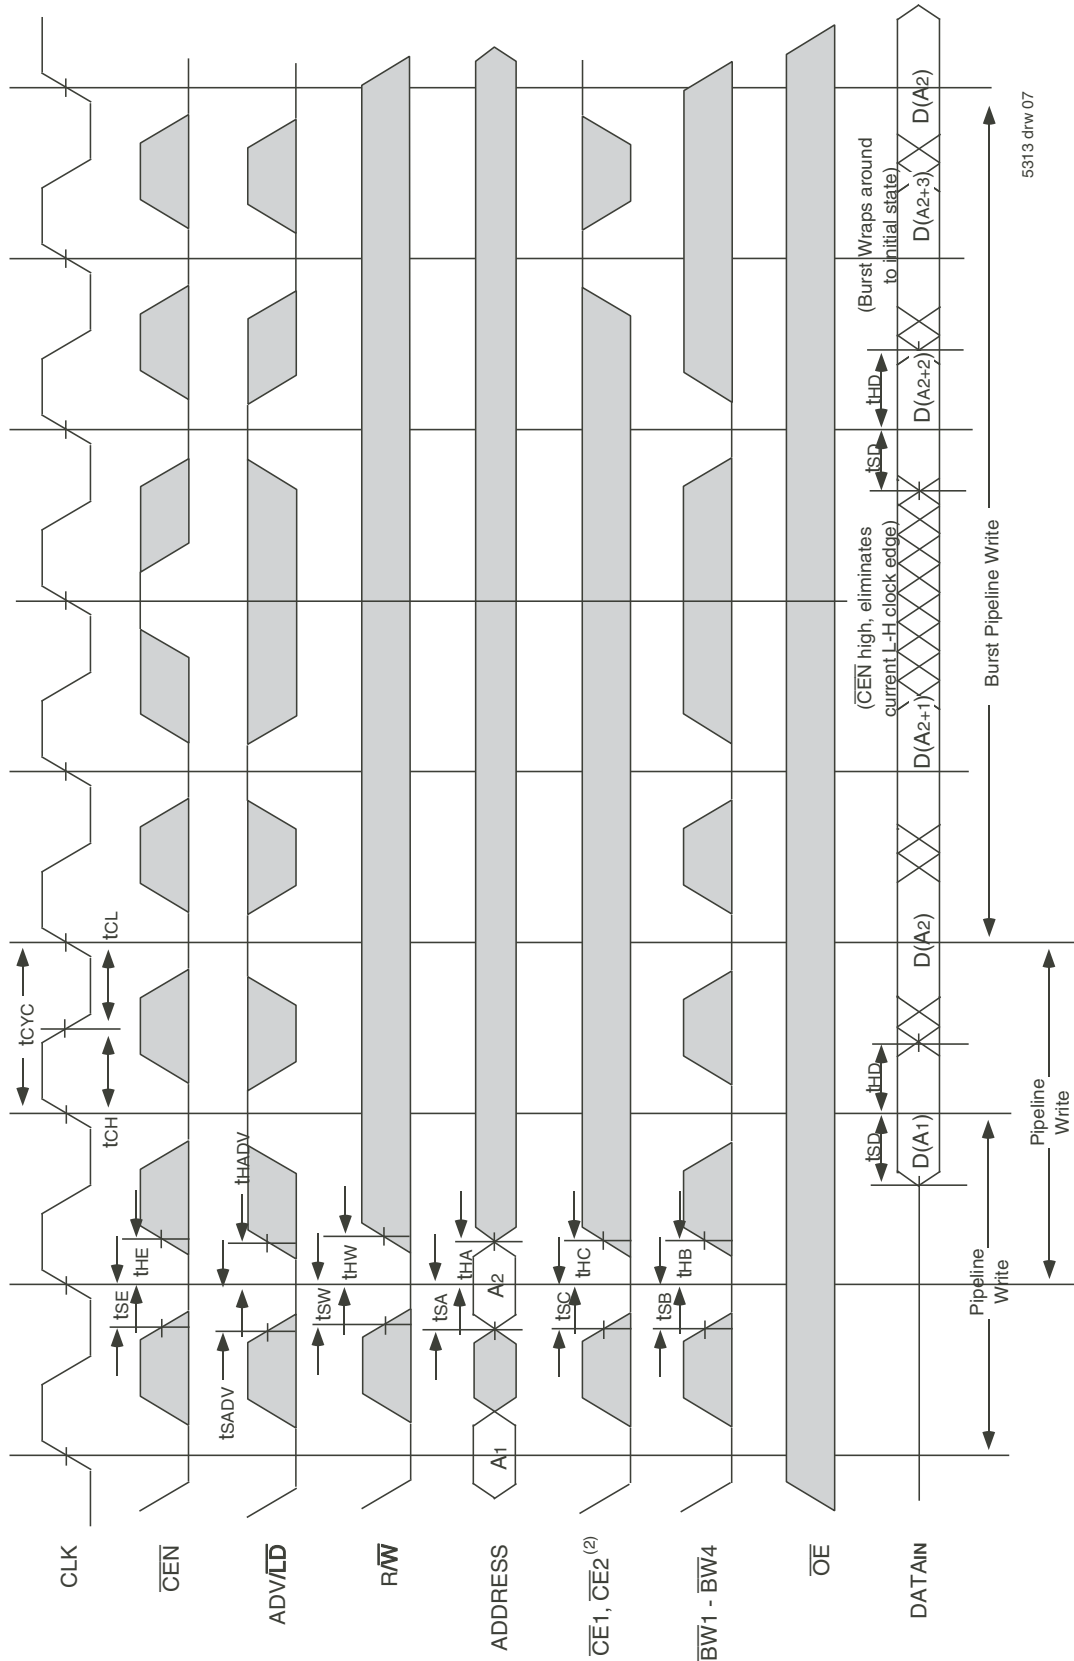 tCYC
tCH
tCL
CLK
tSE
tHE
CEN
tSADV
tHADV
ADV/LD
tSW
tHW
R/W
tSA
tHA
A1
A2
ADDRESS
tSC
tHC
CE1, CE2 (2)
tSB
tHB
BW1 - BW4
OE
(CEN high, eliminates
current L-H clock edge)
(Burst Wraps around
to initial state)
tSD
tHD
tSD
tHD
DATAIN
D(A1)
D(A2)
D(A2+1)
D(A2+2)
D(A2+3)
D(A2)
Pipeline
Write
Burst Pipeline Write
Pipeline
Write
5313 drw 07